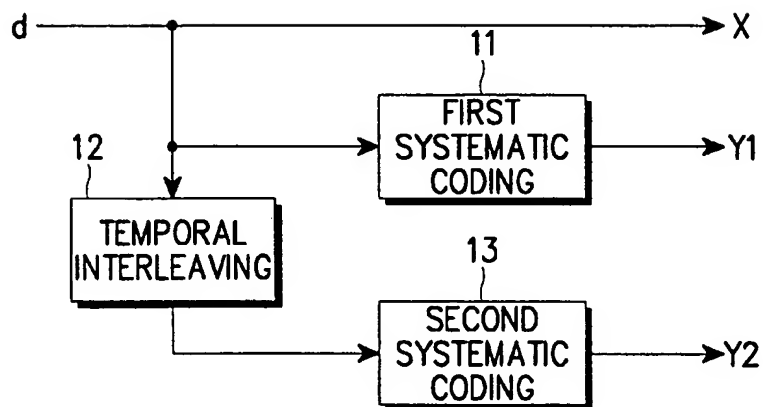 d
X
11
FIRST
SYSTEMATIC
CODING
Y1
12
TEMPORAL
INTERLEAVING
13
SECOND
SYSTEMATIC
CODING
Y2